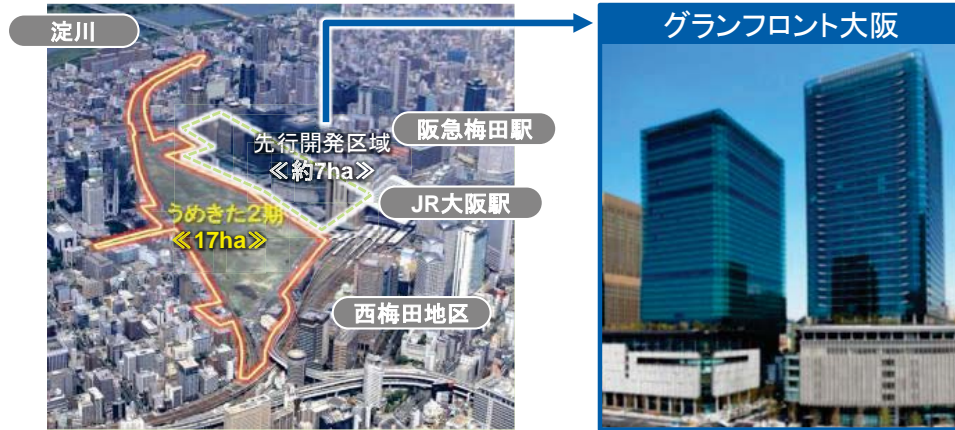 淀川
グランフロント大阪
先行開発区域
≪約7ha≫
阪急梅田駅
JR大阪駅
うめきた2期
≪17ha≫
西梅田地区